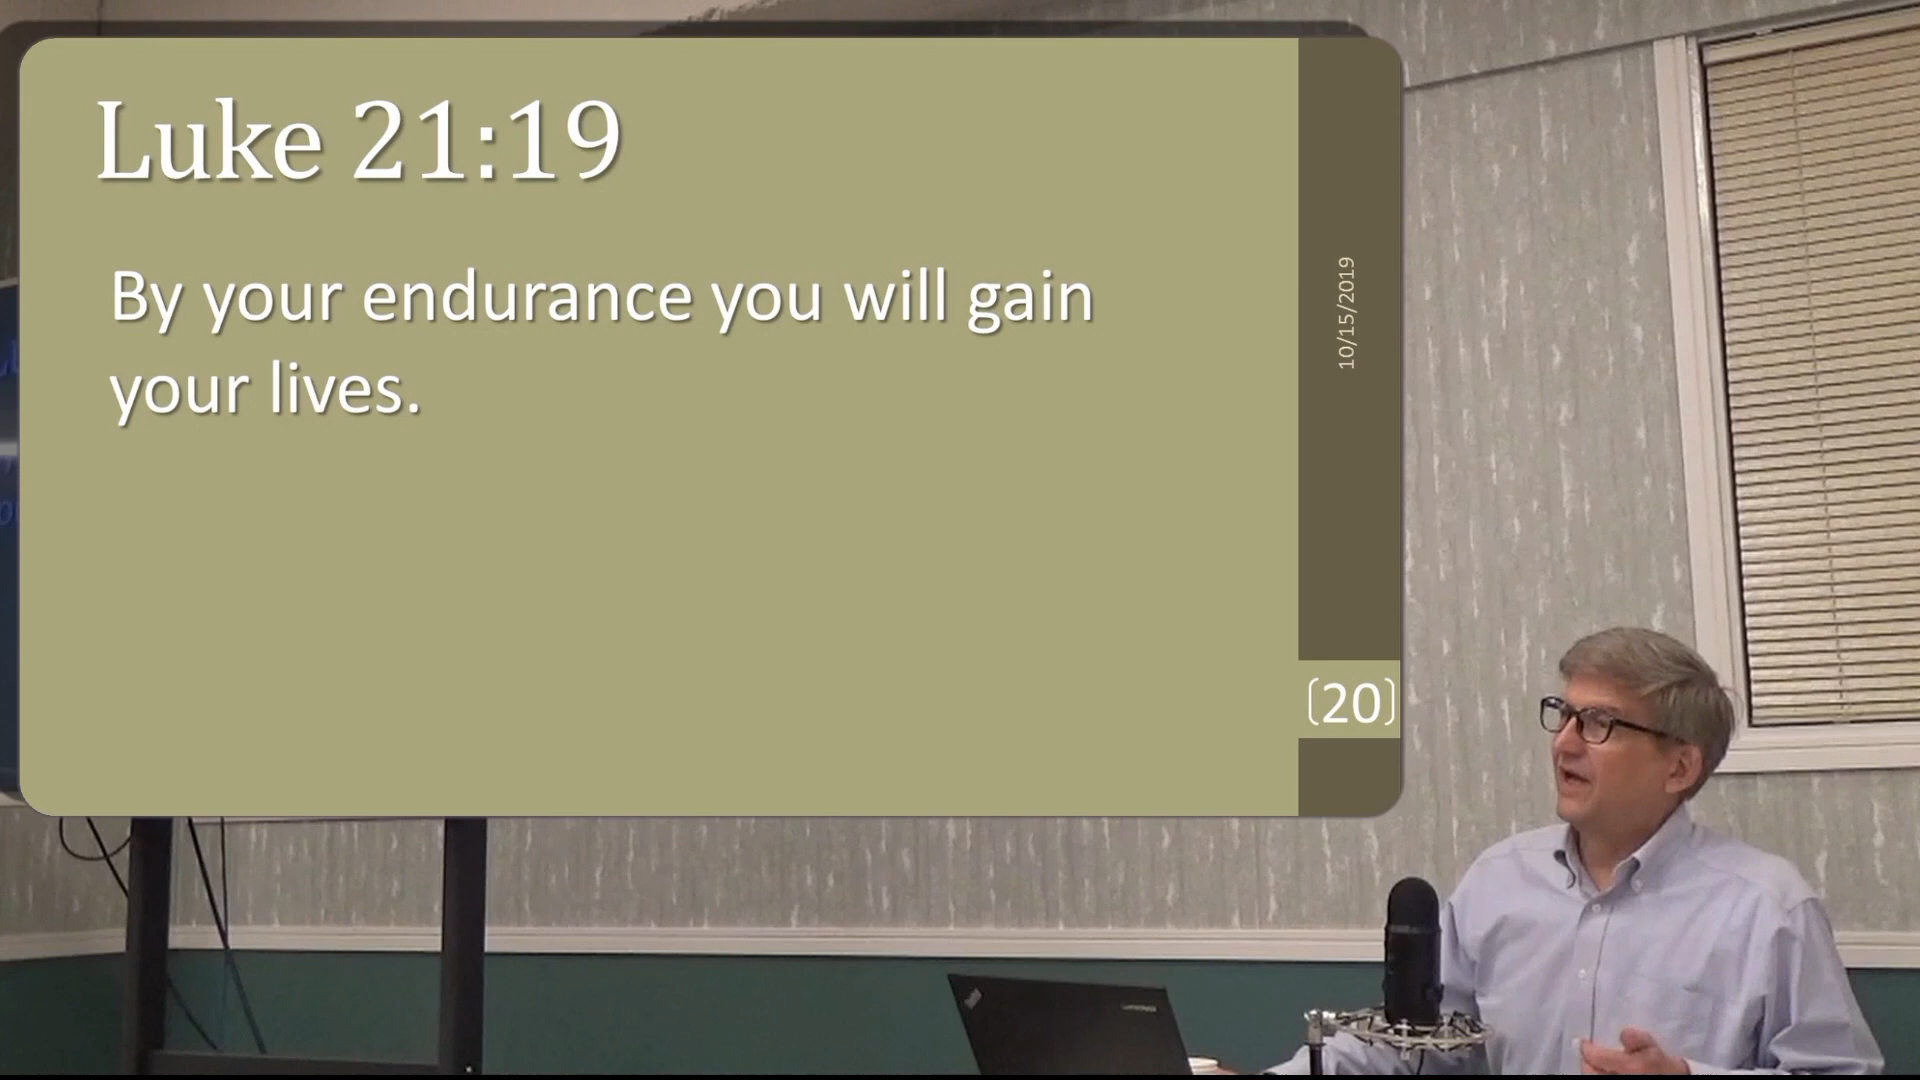 Luke 21:19
By your endurance you will gain
your lives.
10/15/2019
20